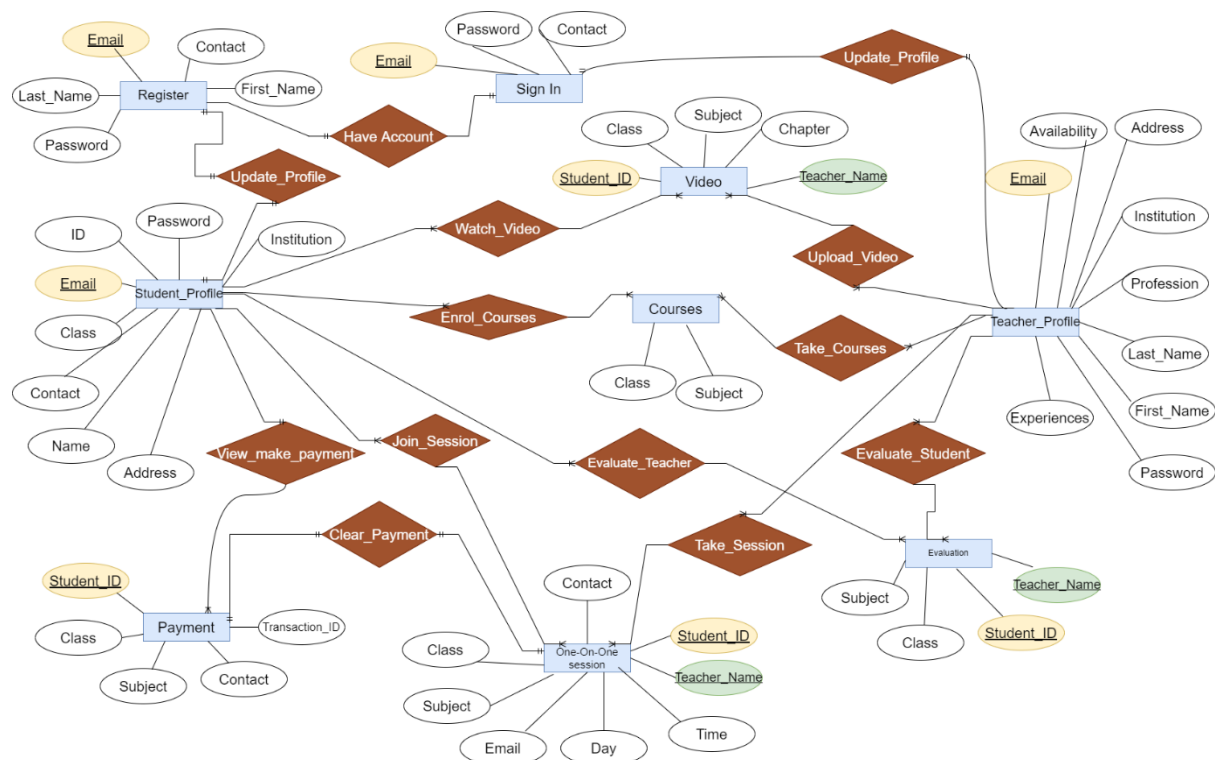 Password
Contact
Email
Contact
Email
Update_Profile
Sign In
First_Name
Register
Last_Name
Subject
Availability
Address
Class
Chapter
Have Account
Password
Teacher_Name
Student_ID
Video
Email
Update_Profile
Password
Institution
Watch_Video
ID
Institution
Upload_Video
Email
Student_Profile
Profession
Courses
Enrol_Courses
Teacher_Profile
Class
Take_Courses
Last_Name
Class
Subject
Contact
First_Name
Experiences
Name
Join_Session
View_make_payment
Evaluate_Student
Address
Evaluate_Teacher
Password
Clear_Payment
Take_Session
Evaluation
Student_ID
Contact
Teacher_Name
Subject
Payment
Transaction_ID
Student_ID
Class
Student_ID
Class
Class
One-On-One
session
Teacher_Name
Subject
Contact
Subject
Time
Email
Day